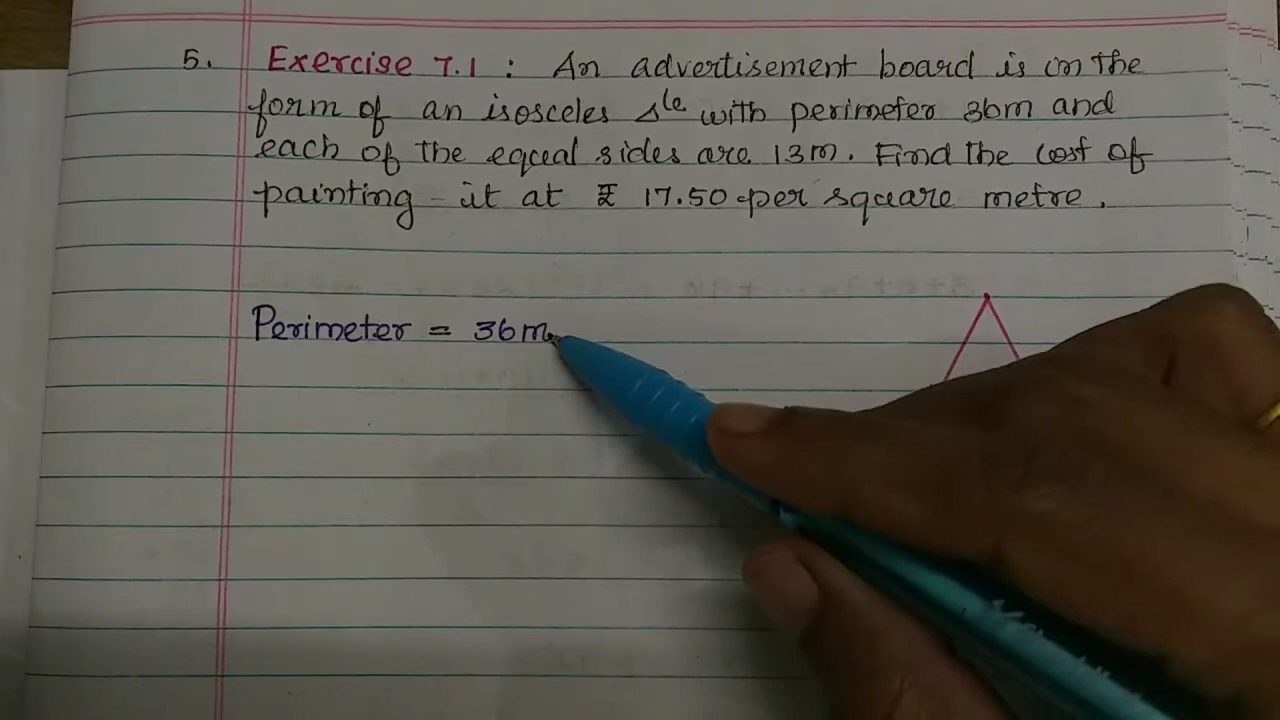 5. Exercise 7.1 : An advertisement board is in the
form of an isosceles Δle with perimeter 36m and
each of the equal sides are 13m. Find the cost of
painting it at ₹ 17.50 per square metre.
Perimeter = 36m